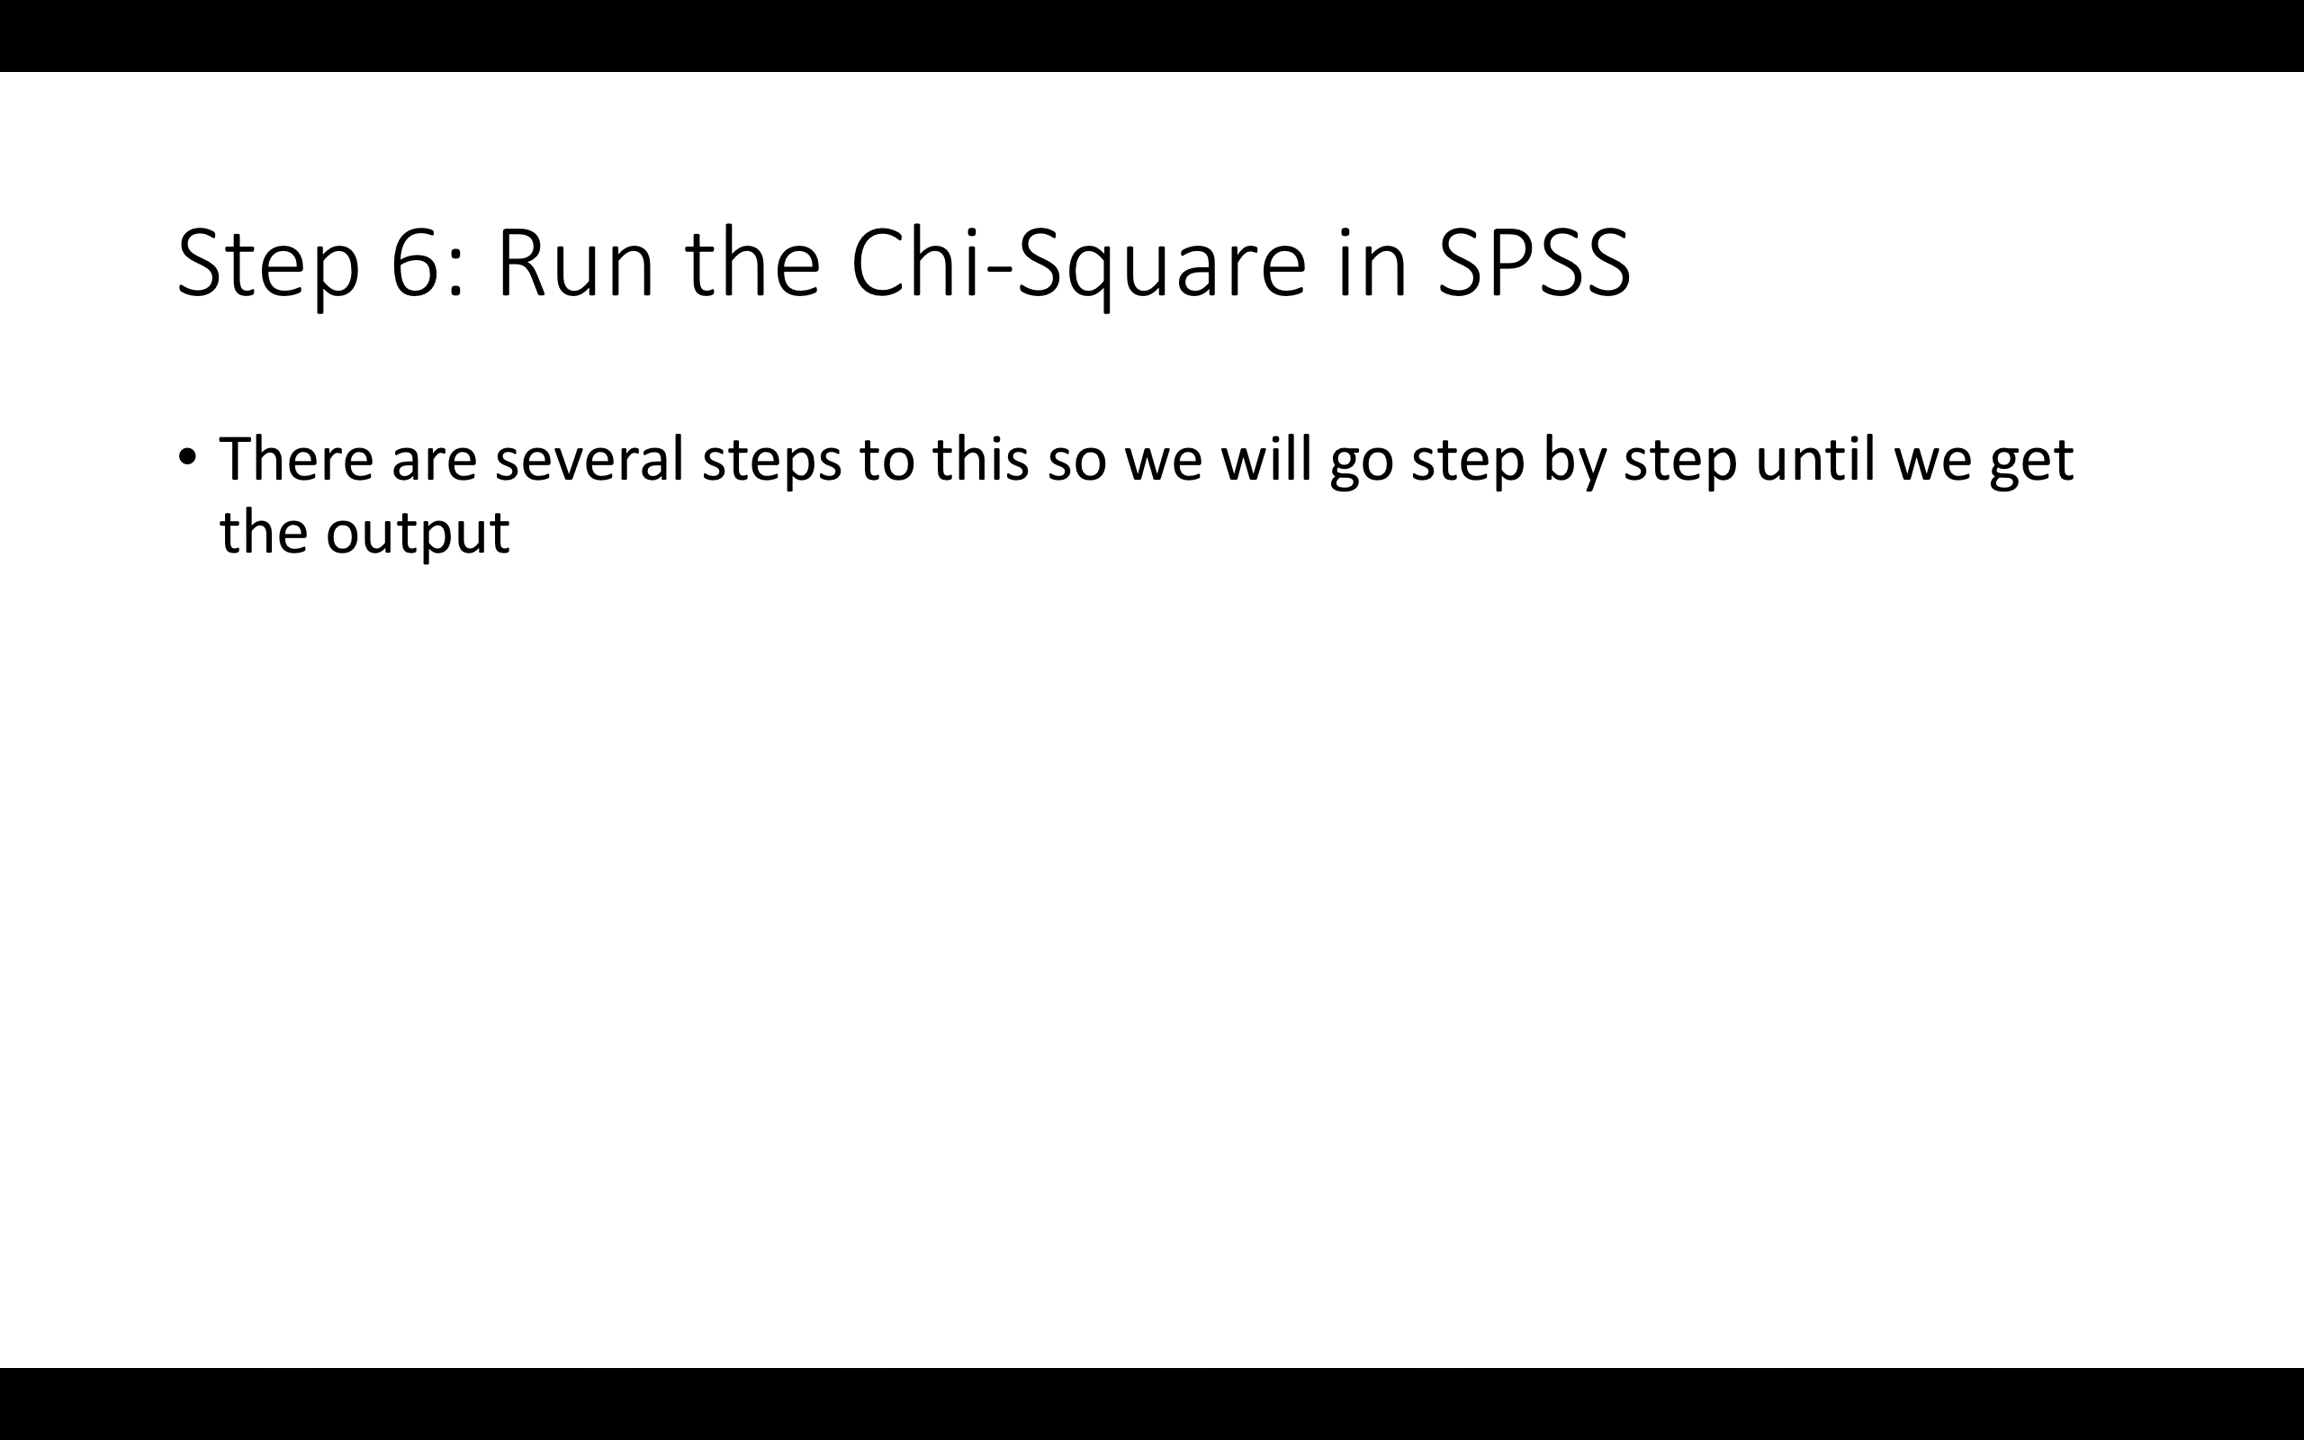 Step 6: Run the Chi-Square in SPSS
• There are several steps to this so we will go step by step until we get
the output